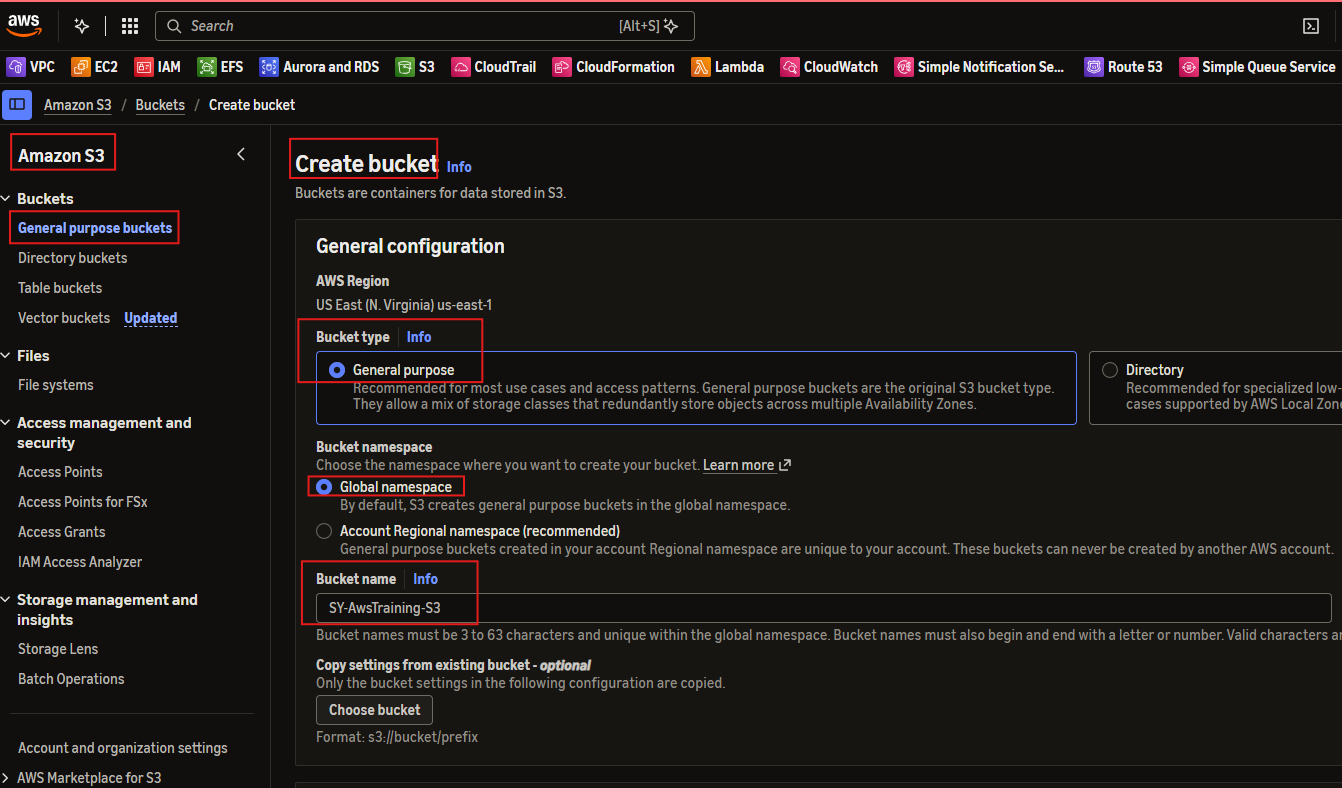 aws
Search
[Alt+S]
VPC
EC2
IAM
EFS
Aurora and RDS
S3
CloudTrail
CloudFormation
Lambda
CloudWatch
Simple Notification Se...
Route 53
Simple Queue Service
Amazon S3 / Buckets / Create bucket
Amazon S3
Buckets
General purpose buckets
Directory buckets
Table buckets
Vector buckets Updated
Files
File systems
Access management and
security
Access Points
Access Points for FSx
Access Grants
IAM Access Analyzer
Storage management and
insights
Storage Lens
Batch Operations
Account and organization settings
AWS Marketplace for S3
Create bucket Info
Buckets are containers for data stored in S3.
General configuration
AWS Region
US East (N. Virginia) us-east-1
Bucket type Info
General purpose
Recommended for most use cases and access patterns. General purpose buckets are the original S3 bucket type.
They allow a mix of storage classes that redundantly store objects across multiple Availability Zones.
Directory
Recommended for specialized low-
cases supported by AWS Local
Bucket namespace
Choose the namespace where you want to create your bucket. Learn more
Global namespace
By default, S3 creates general purpose buckets in the global namespace.
Account Regional namespace (recommended)
General purpose buckets created in your account Regional namespace are unique to your account. These buckets can never be created by another AWS account.
Bucket name Info
SY-AwsTraining-S3
Bucket names must be 3 to 63 characters and unique within the global namespace. Bucket names must also begin and end with a letter or number. Valid characters
Copy settings from existing bucket - optional
Only the bucket settings in the following configuration are copied.
Choose bucket
Format: s3://bucket/prefix